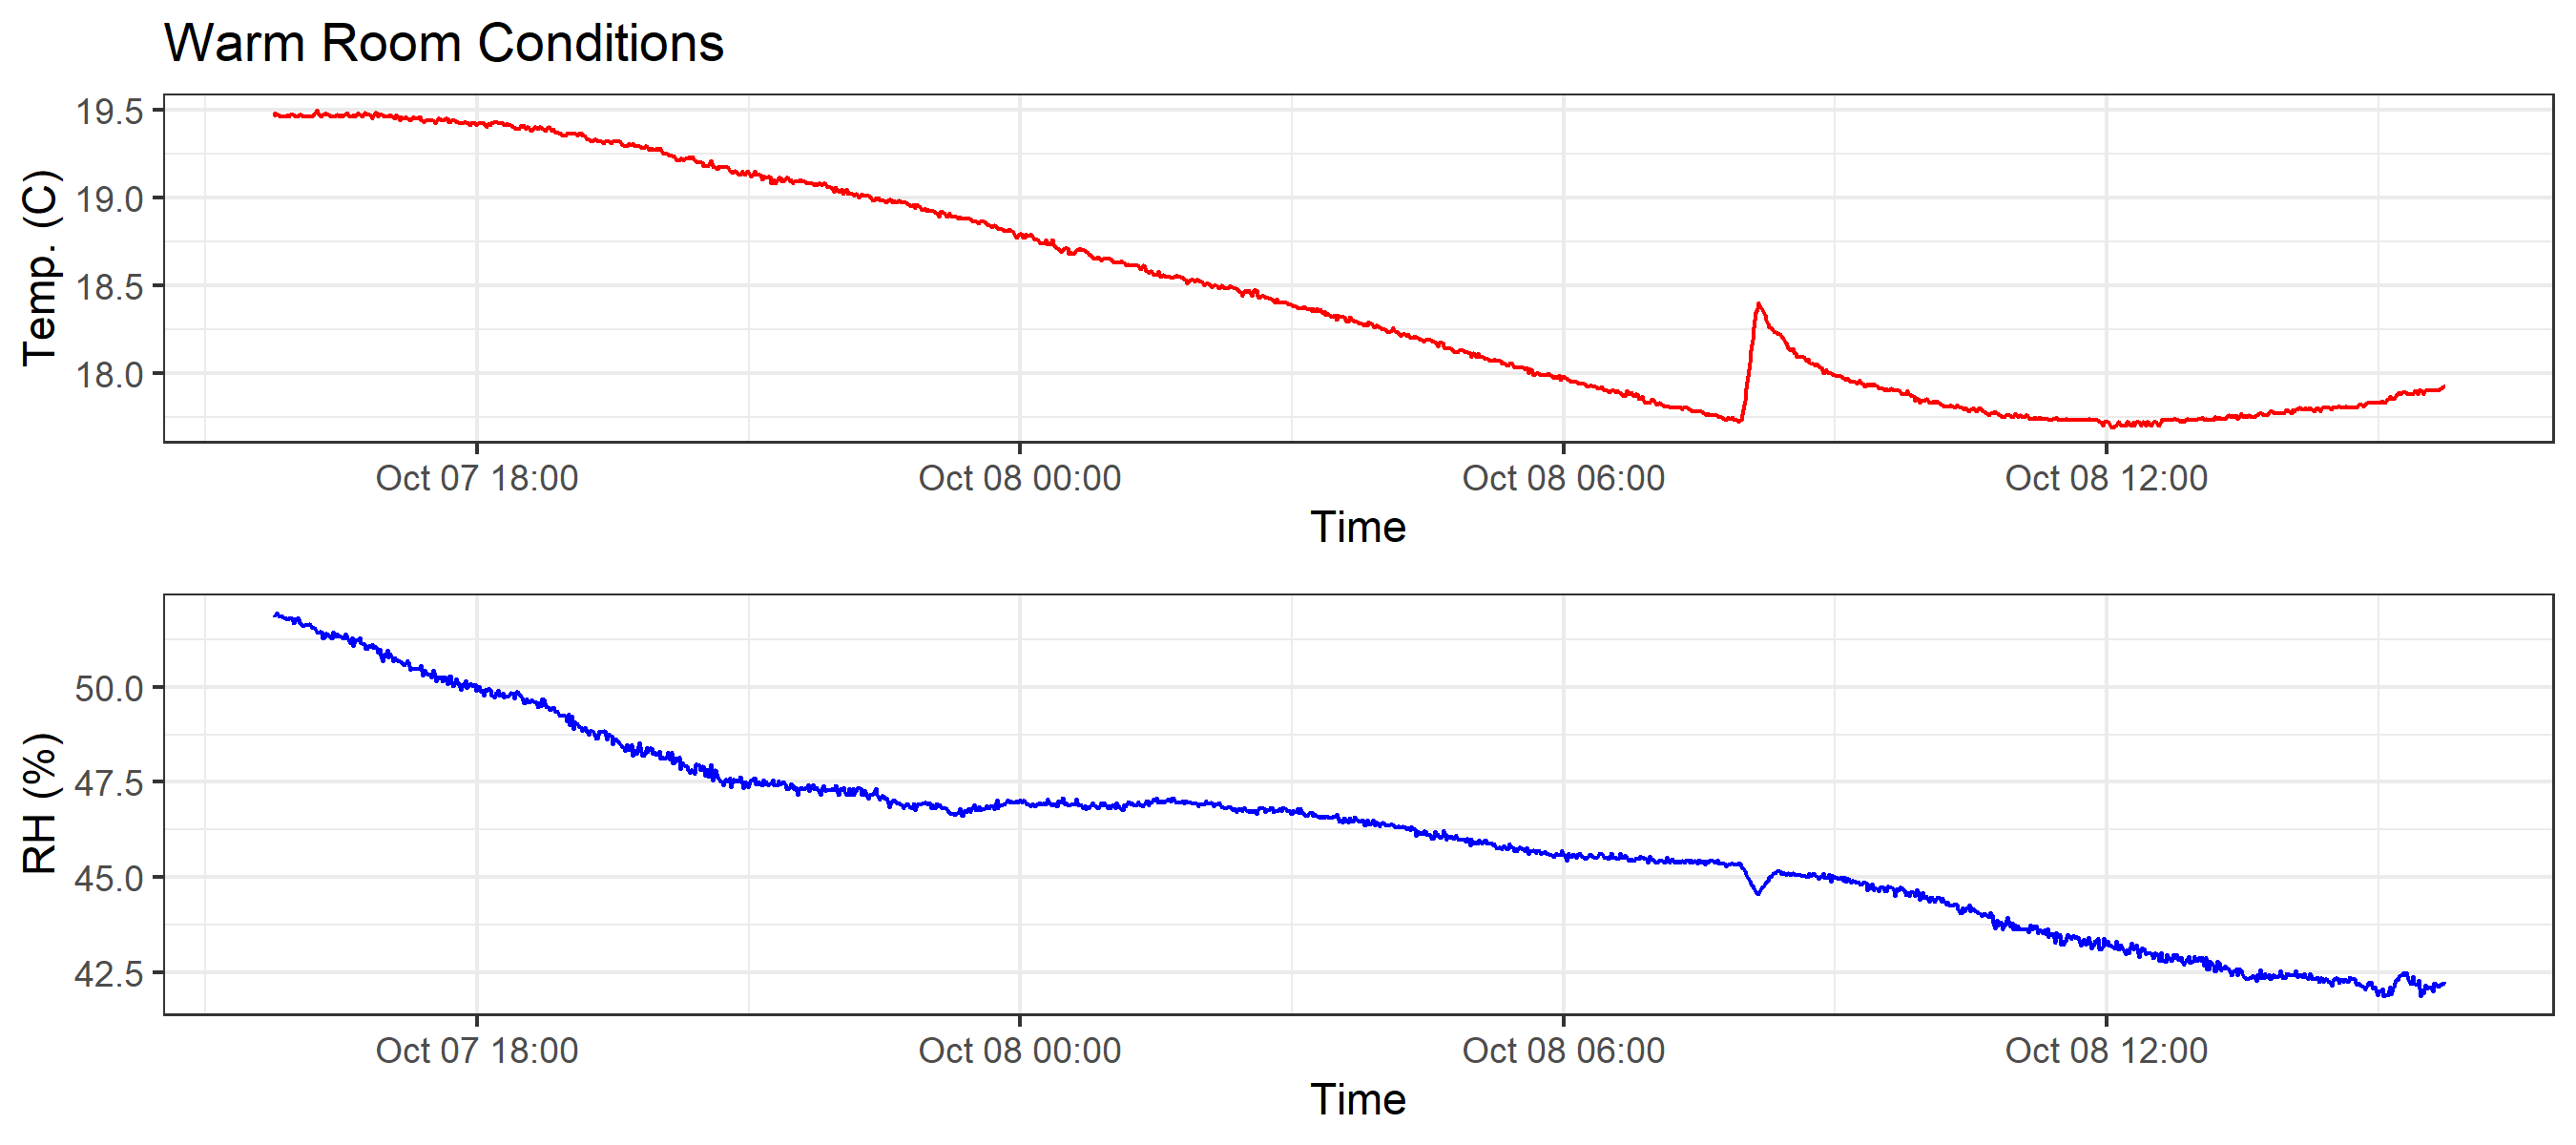 Warm Room Conditions
Temp. (C)
19.5
19.0
18.5
18.0
Oct 07 18:00 Oct 08 00:00 Oct 08 06:00 Oct 08 12:00
Time
RH (%)
50.0
47.5
45.0
42.5
Oct 07 18:00 Oct 08 00:00 Oct 08 06:00 Oct 08 12:00
Time